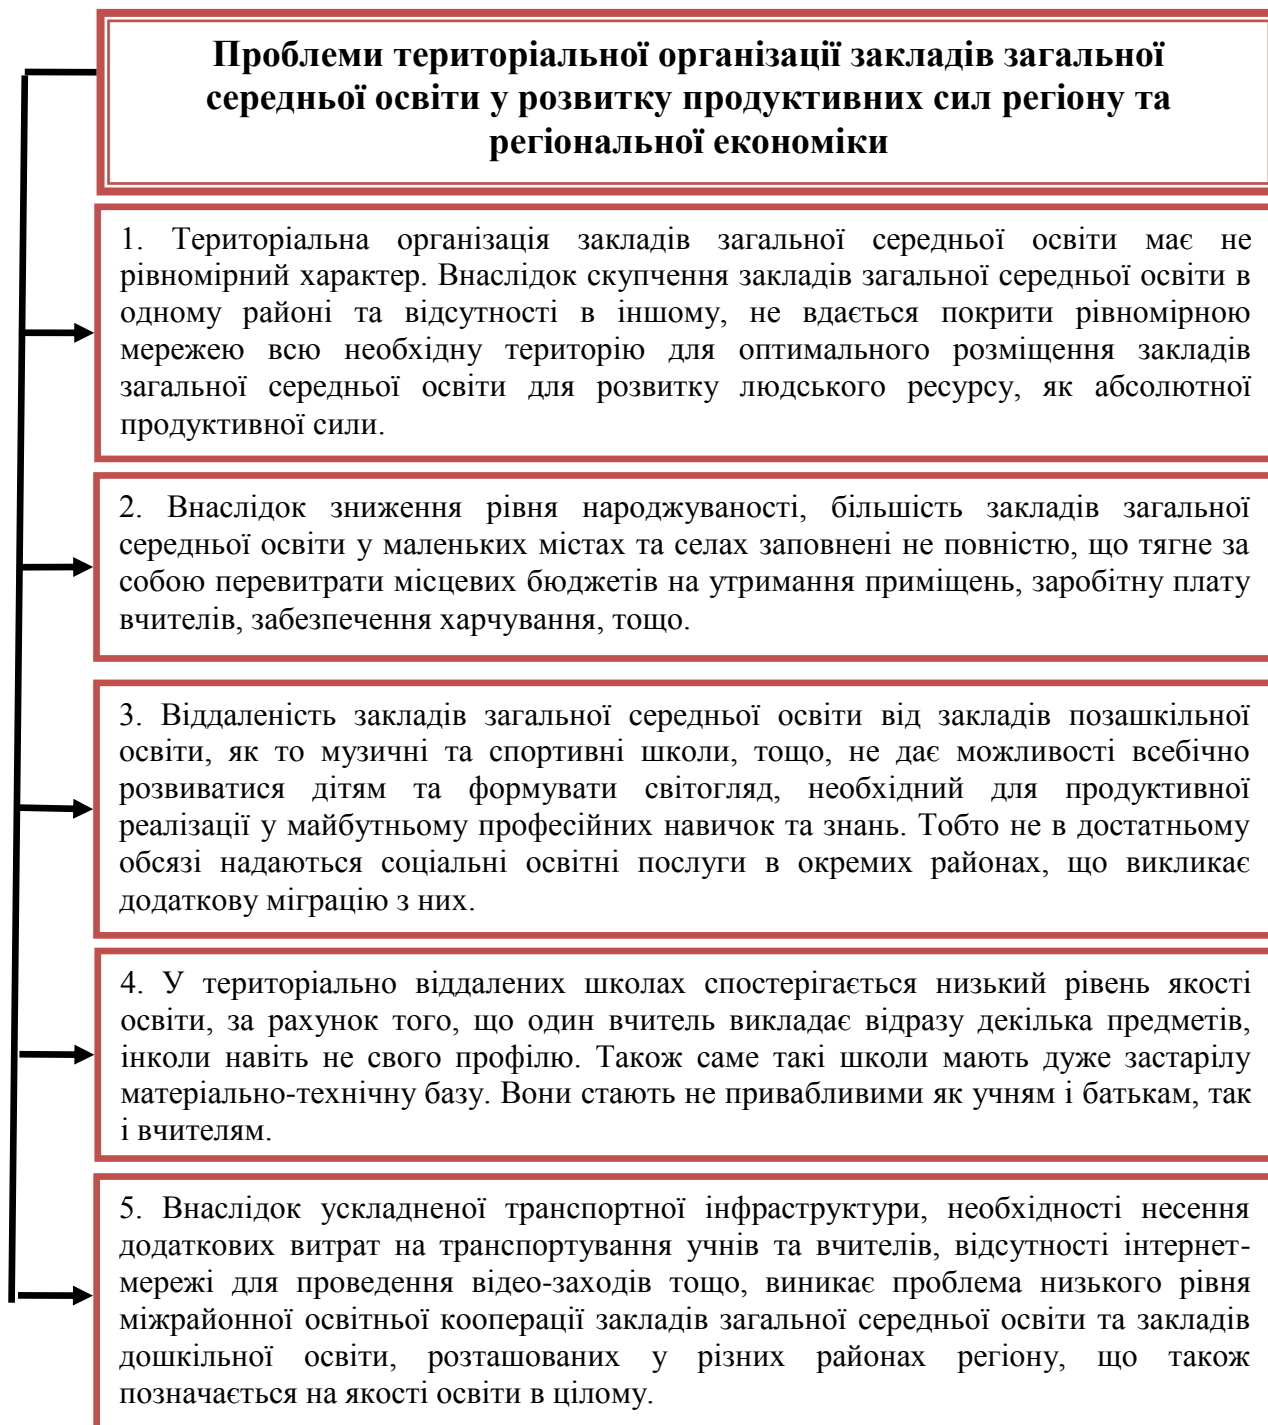 Проблеми територіальної організації закладів загальної
середньої освіти у розвитку продуктивних сил регіону та
регіональної економіки
1. Територіальна організація закладів загальної середньої освіти має не
рівномірний характер. Внаслідок скупчення закладів загальної середньої освіти в
одному районі та відсутності в іншому, не вдається покрити рівномірною
мережею всю необхідну територію для оптимального розміщення закладів
загальної середньої освіти для розвитку людського ресурсу, як абсолютної
продуктивної сили.
2. Внаслідок зниження рівня народжуваності, більшість закладів загальної
середньої освіти у маленьких містах та селах заповнені не повністю, що тягне за
собою перевитрати місцевих бюджетів на утримання приміщень, заробітну плату
вчителів, забезпечення харчування, тощо.
3. Віддаленість закладів загальної середньої освіти від закладів позашкільної
освіти, як то музичні та спортивні школи, тощо, не дає можливості всебічно
розвиватися дітям та формувати світогляд, необхідний для продуктивної
реалізації у майбутньому професійних навичок та знань. Тобто не в достатньому
обсязі надаються соціальні освітні послуги в окремих районах, що викликає
додаткову міграцію з них.
4. У територіально віддалених школах спостерігається низький рівень якості
освіти, за рахунок того, що один вчитель викладає відразу декілька предметів,
інколи навіть не свого профілю. Також саме такі школи мають дуже застарілу
матеріально-технічну базу. Вони стають не привабливими як учням і батькам, так
і вчителям.
5. Внаслідок ускладненої транспортної інфраструктури, необхідності несення
додаткових витрат на транспортування учнів та вчителів, відсутності інтернет-
мережі для проведення відео-заходів тощо, виникає проблема низького рівня
міжрайонної освітньої кооперації закладів загальної середньої освіти та закладів
дошкільної освіти, розташованих у різних районах регіону, що також
позначається на якості освіти в цілому.